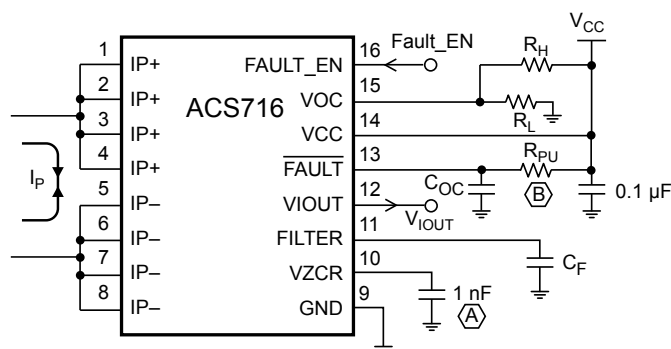 V_CC
1 IP+
2 IP+
3 IP+
4 IP+
5 IP–
6 IP–
7 IP–
8 IP–
I_P
ACS716
FAULT_EN 16 Fault_EN
VOC 15
VCC 14
FAULT 13
VIOUT 12 V_IOUT
FILTER 11
VZCR 10
GND 9
R_H
R_L
R_PU
B
C_OC
0.1 µF
C_F
1 nF
A